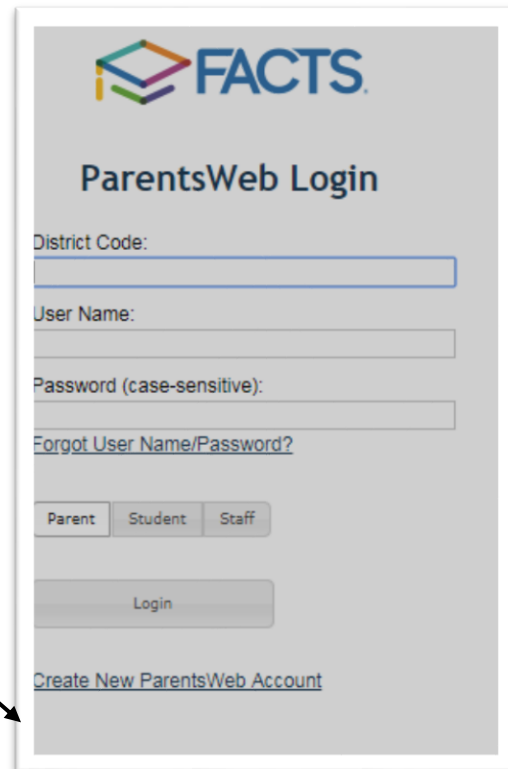 FACTS.
ParentsWeb Login
District Code:
User Name:
Password (case-sensitive):
Forgot User Name/Password?
Parent Student Staff
Login
Create New ParentsWeb Account